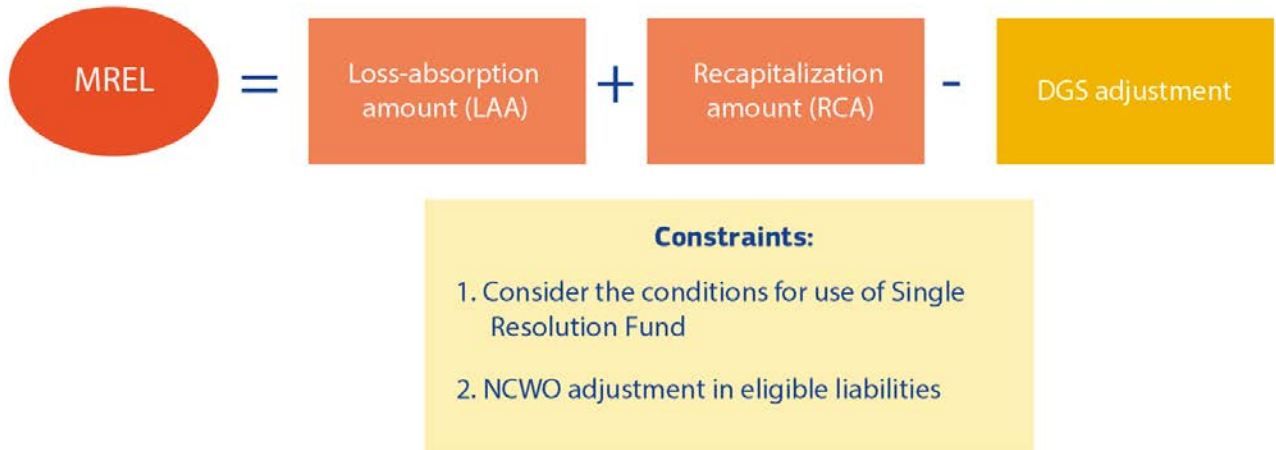 MREL = Loss-absorption + Recapitalization - DGS adjustment
amount (LAA) amount (RCA)
Constraints:
1. Consider the conditions for use of Single
Resolution Fund
2. NCWO adjustment in eligible liabilities